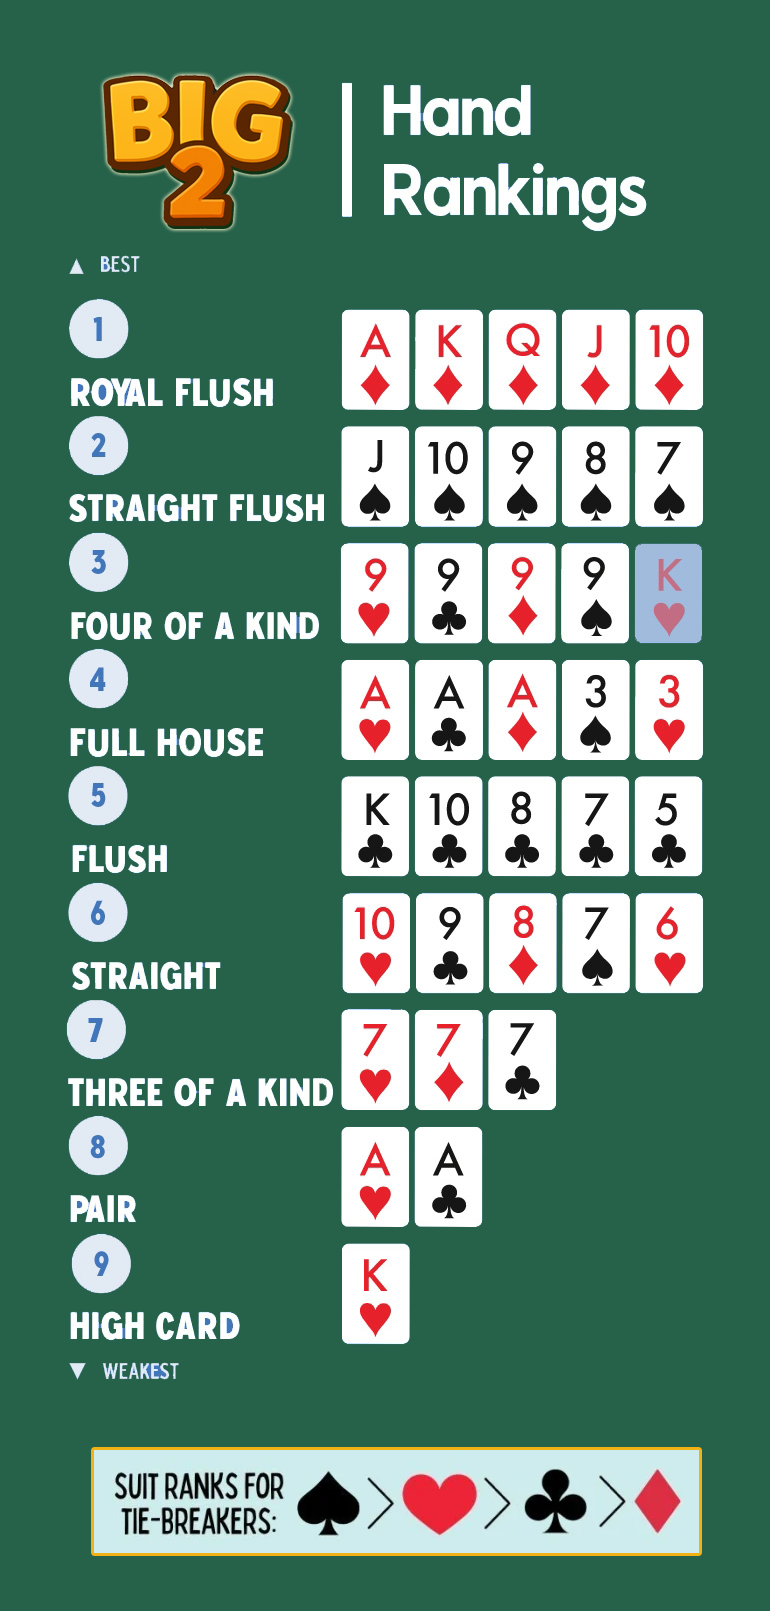 BIG
2
Hand
Rankings
▲ BEST
1
ROYAL FLUSH
A K Q J 10
2
STRAIGHT FLUSH
J 10 9 8 7
3
FOUR OF A KIND
9 9 9 9 K
4
FULL HOUSE
A A A 3 3
5
FLUSH
K 10 8 7 5
6
STRAIGHT
10 9 8 7 6
7
THREE OF A KIND
7 7 7
8
PAIR
A A
9
HIGH CARD
K
▼ WEAKEST
SUIT RANKS FOR
TIE-BREAKERS:
♠ > ♥ > ♣ > ♦